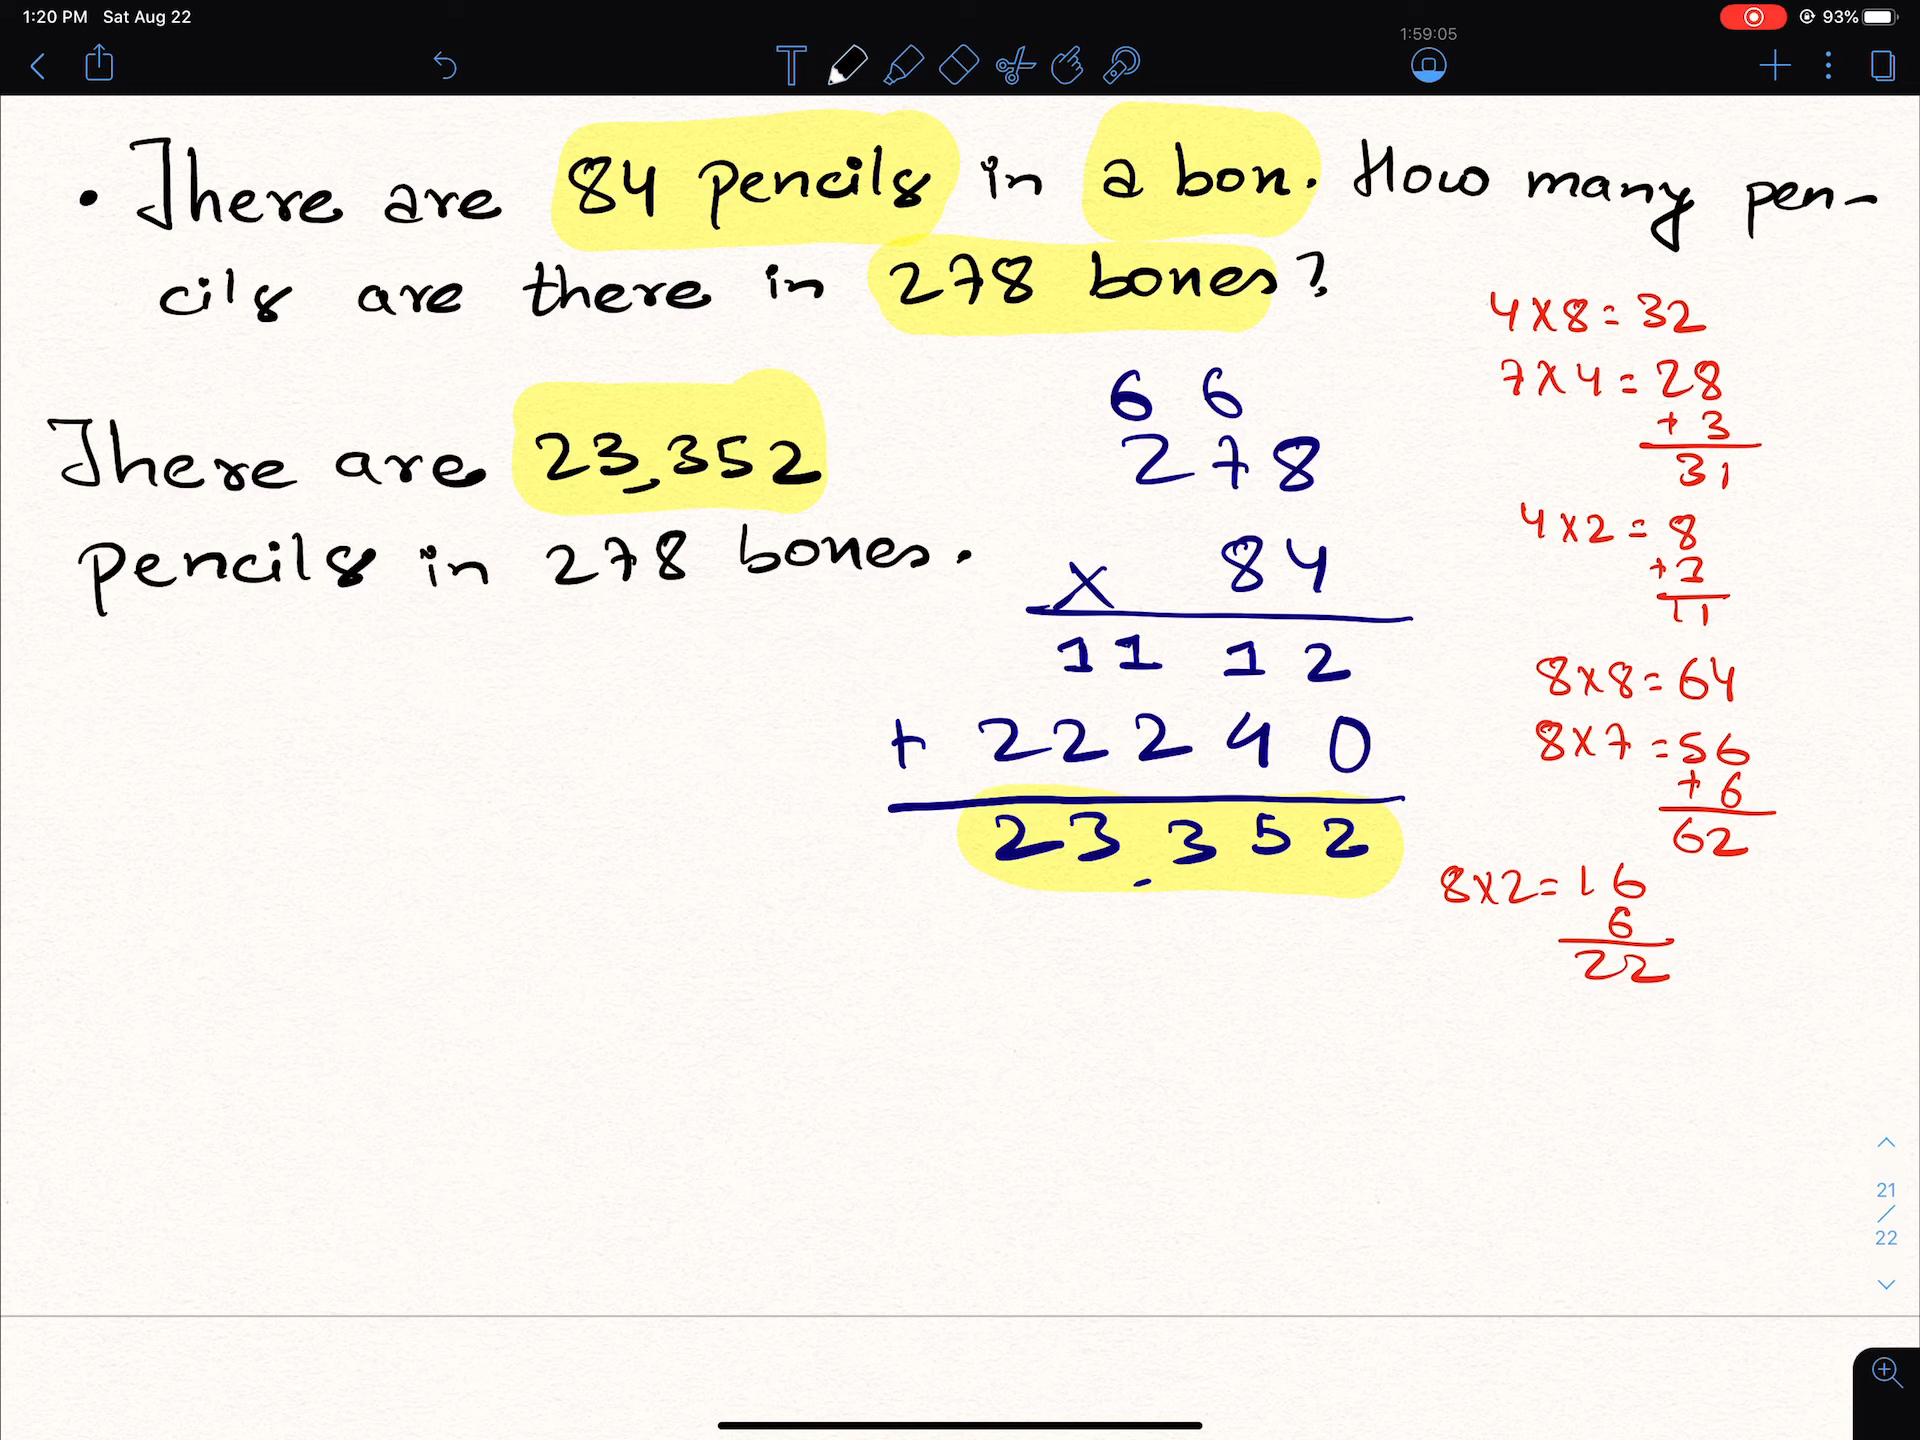 1:20 PM Sat Aug 22
93%
1:59:05
T
• There are 84 pencils in a box. How many pen-
cils are there in 278 boxes?
There are 23,352
pencils in 278 boxes.
6 6
278
x 84
1112
+ 22240
23,352
4x8=32
7x4=28
+3
31
4x2=8
+3
11
8x8=64
8x7=56
+6
62
8x2=16
6
22
21
/
22